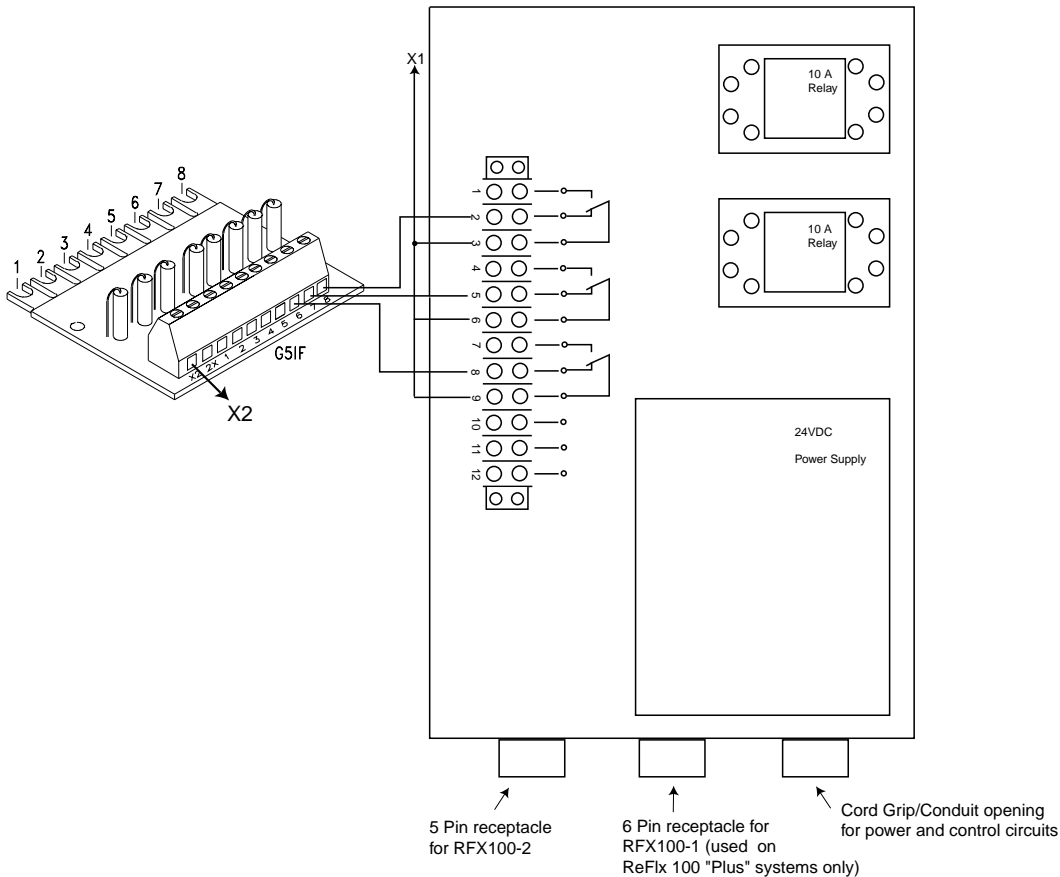 X1
10 A
Relay
10 A
Relay
1
2
3
4
5
6
7
8
1
2
3
4
5
6
7
8
9
10
11
12
X2 2X 1 2 3 4 5 6 7 8
G5IF
X2
24VDC
Power Supply
5 Pin receptacle
for RFX100-2
6 Pin receptacle for
RFX100-1 (used on
ReFlx 100 "Plus" systems only)
Cord Grip/Conduit opening
for power and control circuits